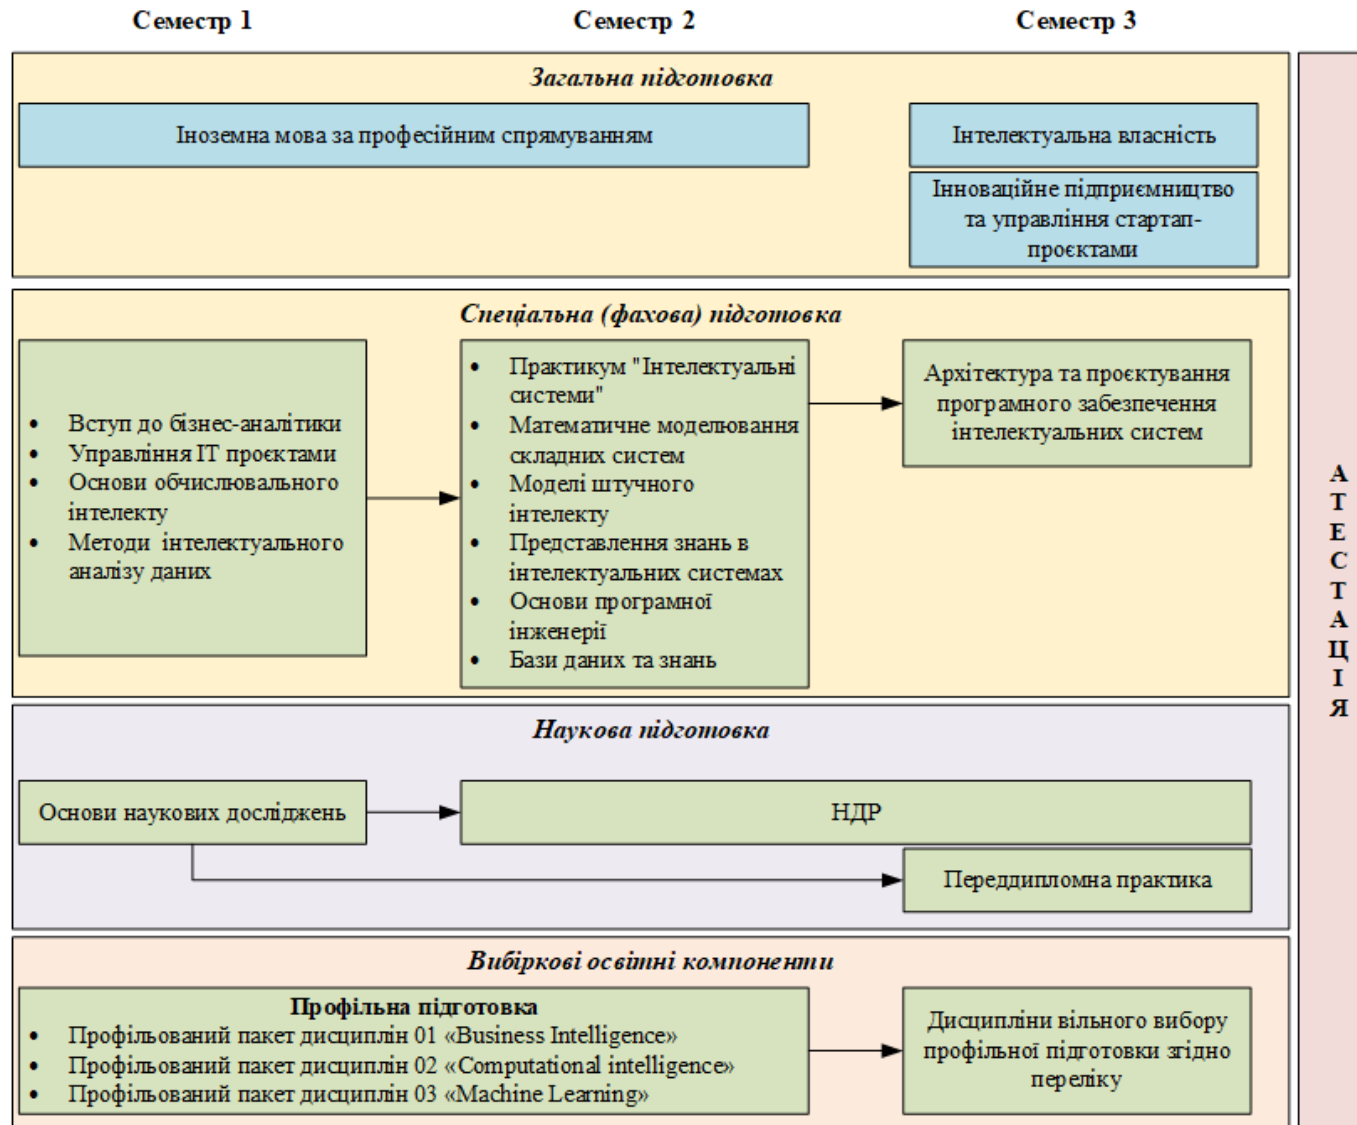 Семестр 1
Семестр 2
Семестр 3
Загальна підготовка
Іноземна мова за професійним спрямуванням
Інтелектуальна власність
Інноваційне підприємництво
та управління стартап-
проєктами
Спеціальна (фахова) підготовка
• Вступ до бізнес-аналітики
• Управління ІТ проєктами
• Основи обчислювального
інтелекту
• Методи інтелектуального
аналізу даних
• Практикум "Інтелектуальні
системи"
• Математичне моделювання
складних систем
• Моделі штучного
інтелекту
• Представлення знань в
інтелектуальних системах
• Основи програмної
інженерії
• Бази даних та знань
Архітектура та проєктування
програмного забезпечення
інтелектуальних систем
Наукова підготовка
Основи наукових досліджень
НДР
Переддипломна практика
Вибіркові освітні компоненти
Профільна підготовка
• Профільований пакет дисциплін 01 «Business Intelligence»
• Профільований пакет дисциплін 02 «Computational intelligence»
• Профільований пакет дисциплін 03 «Machine Learning»
Дисципліни вільного вибору
профільної підготовки згідно
переліку
А
Т
Е
С
Т
А
Ц
І
Я